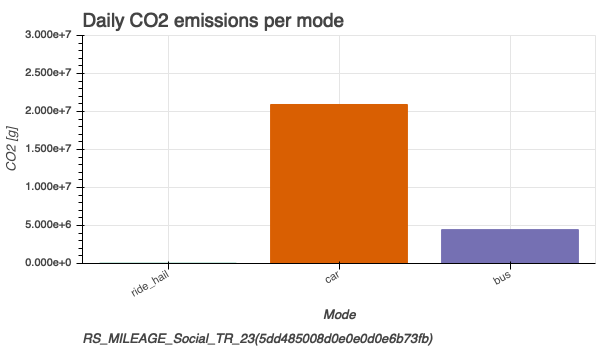 Daily CO2 emissions per mode
3.000e+7
2.500e+7
2.000e+7
1.500e+7
1.000e+7
5.000e+6
0.000e+0
CO2 [g]
ride_hail
car
bus
Mode
RS_MILEAGE_Social_TR_23(5dd485008d0e0e0d0e6b73fb)